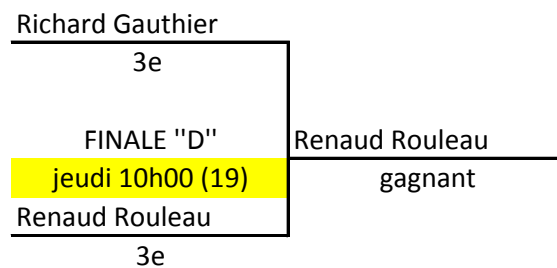 Richard Gauthier
3e
FINALE ''D''
Renaud Rouleau
jeudi 10h00 (19)
gagnant
Renaud Rouleau
3e